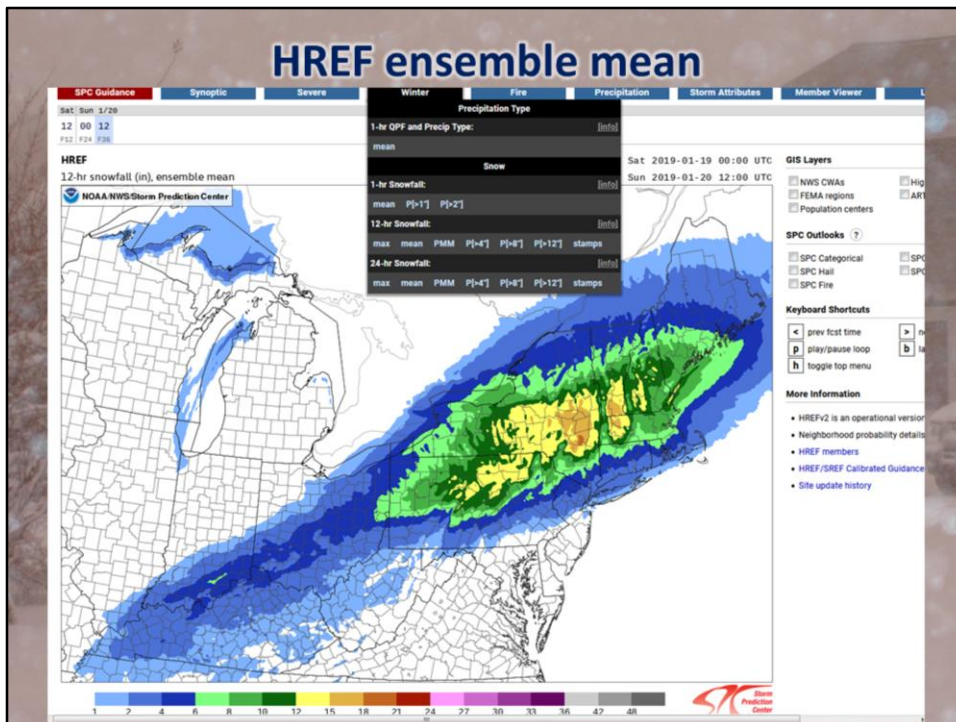 HREF ensemble mean
SPC Guidance Synoptic Severe Winter Fire Precipitation Storm Attributes Member Viewer L
Sat Sun 1/20
12 00 12
F12 F24 F36
Precipitation Type
1-hr QPF and Precip Type: [info]
mean
Snow
1-hr Snowfall: [info]
mean P[>1"] P[>2"]
12-hr Snowfall: [info]
max mean PMM P[>4"] P[>8"] P[>12"] stamps
24-hr Snowfall: [info]
max mean PMM P[>4"] P[>8"] P[>12"] stamps
HREF
12-hr snowfall (in), ensemble mean
Sat 2019-01-19 00:00 UTC
Sun 2019-01-20 12:00 UTC
NOAA/NWS/Storm Prediction Center
GIS Layers
NWS CWAs Hig
FEMA regions ART
Population centers
SPC Outlooks ?
SPC Categorical SPC
SPC Hail SPC
SPC Fire
Keyboard Shortcuts
< prev fcst time > ne
p play/pause loop b la
h toggle top menu
More Information
• HREFv2 is an operational version
• Neighborhood probability details
• HREF members
• HREF/SREF Calibrated Guidance
• Site update history
1 2 4 6 8 10 12 15 18 21 24 27 30 33 36 42 48
SPC Storm Prediction Center